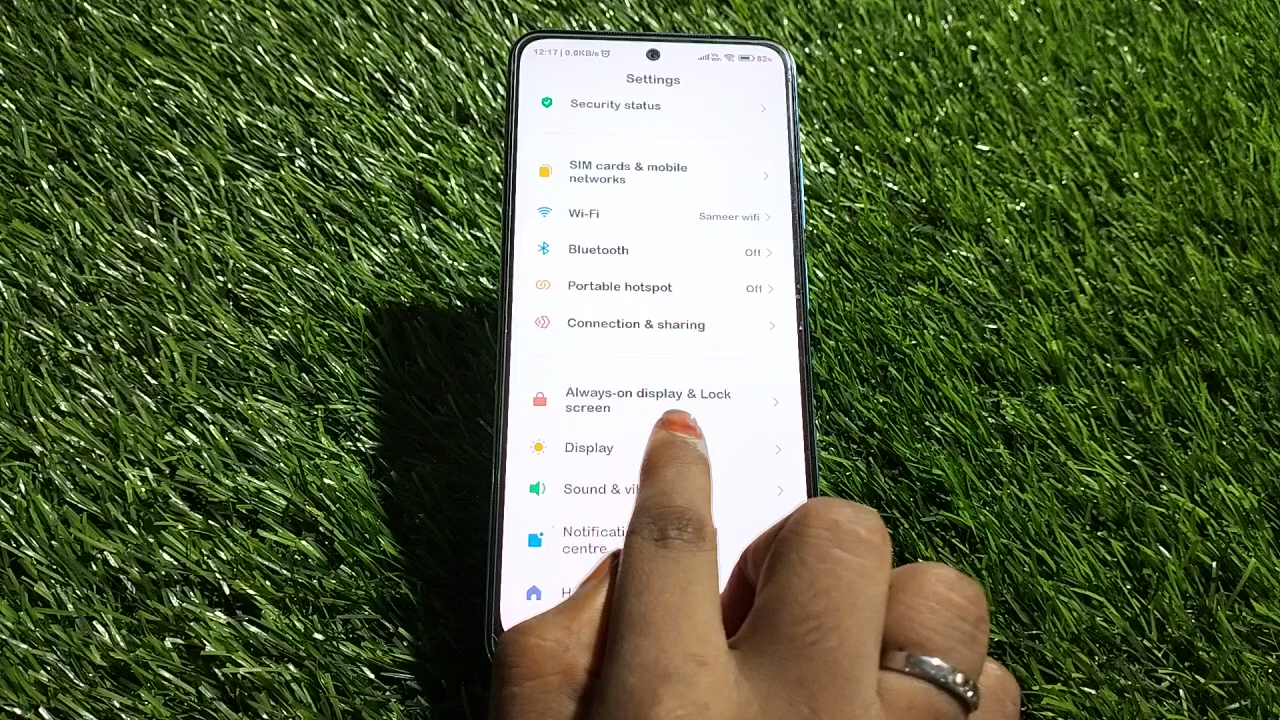 12:17 | 0.0KB/s
82%
Settings
Security status
SIM cards & mobile
networks
Wi-Fi
Sameer wifi
Bluetooth
Off
Portable hotspot
Off
Connection & sharing
Always-on display & Lock
screen
Display
Sound & vi
Notificati
centre
H